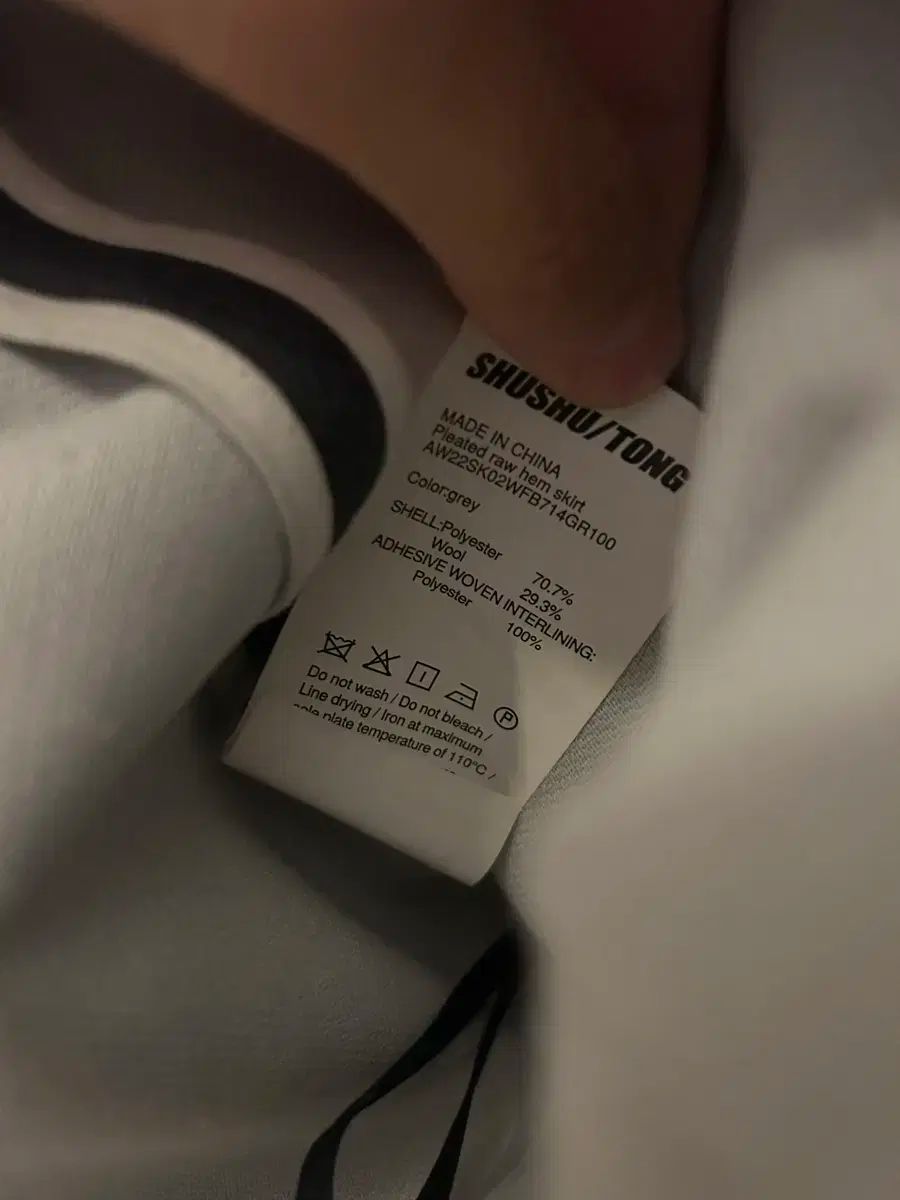 SHUSHU/TONG
MADE IN CHINA
Pleated raw hem skirt
AW22SK02WFB714GR100
Color:grey
SHELL:Polyester 70.7%
Wool 29.3%
ADHESIVE WOVEN INTERLINING:
Polyester 100%
P
Do not wash / Do not bleach /
Line drying / Iron at maximum
sole plate temperature of 110°C /